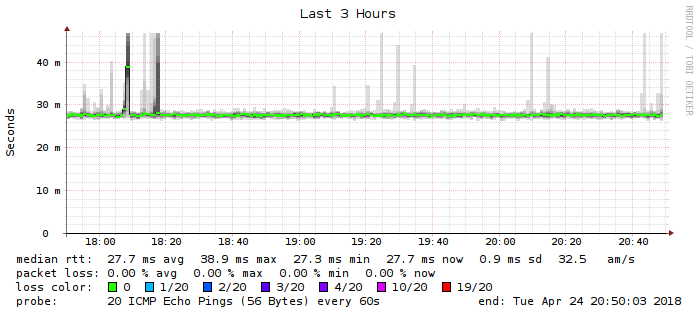 Last 3 Hours
RRDTOOL / TOBI OETIKER
Seconds
40 m
30 m
20 m
10 m
0
18:00 18:20 18:40 19:00 19:20 19:40 20:00 20:20 20:40
median rtt: 27.7 ms avg 38.9 ms max 27.3 ms min 27.7 ms now 0.9 ms sd 32.5 am/s
packet loss: 0.00 % avg 0.00 % max 0.00 % min 0.00 % now
loss color: 0 1/20 2/20 3/20 4/20 10/20 19/20
probe: 20 ICMP Echo Pings (56 Bytes) every 60s end: Tue Apr 24 20:50:03 2018